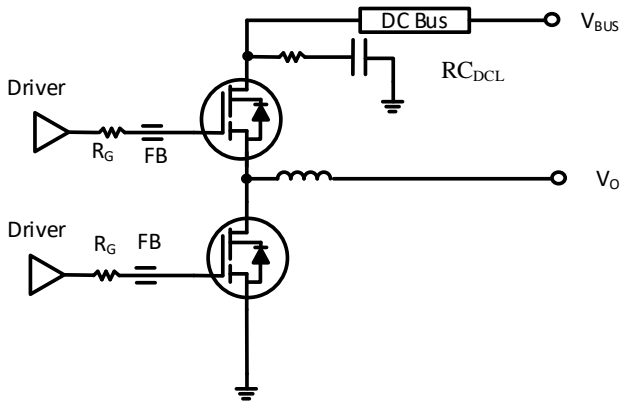 DC Bus
V_BUS
RC_DCL
Driver
R_G
FB
V_O
Driver
R_G
FB